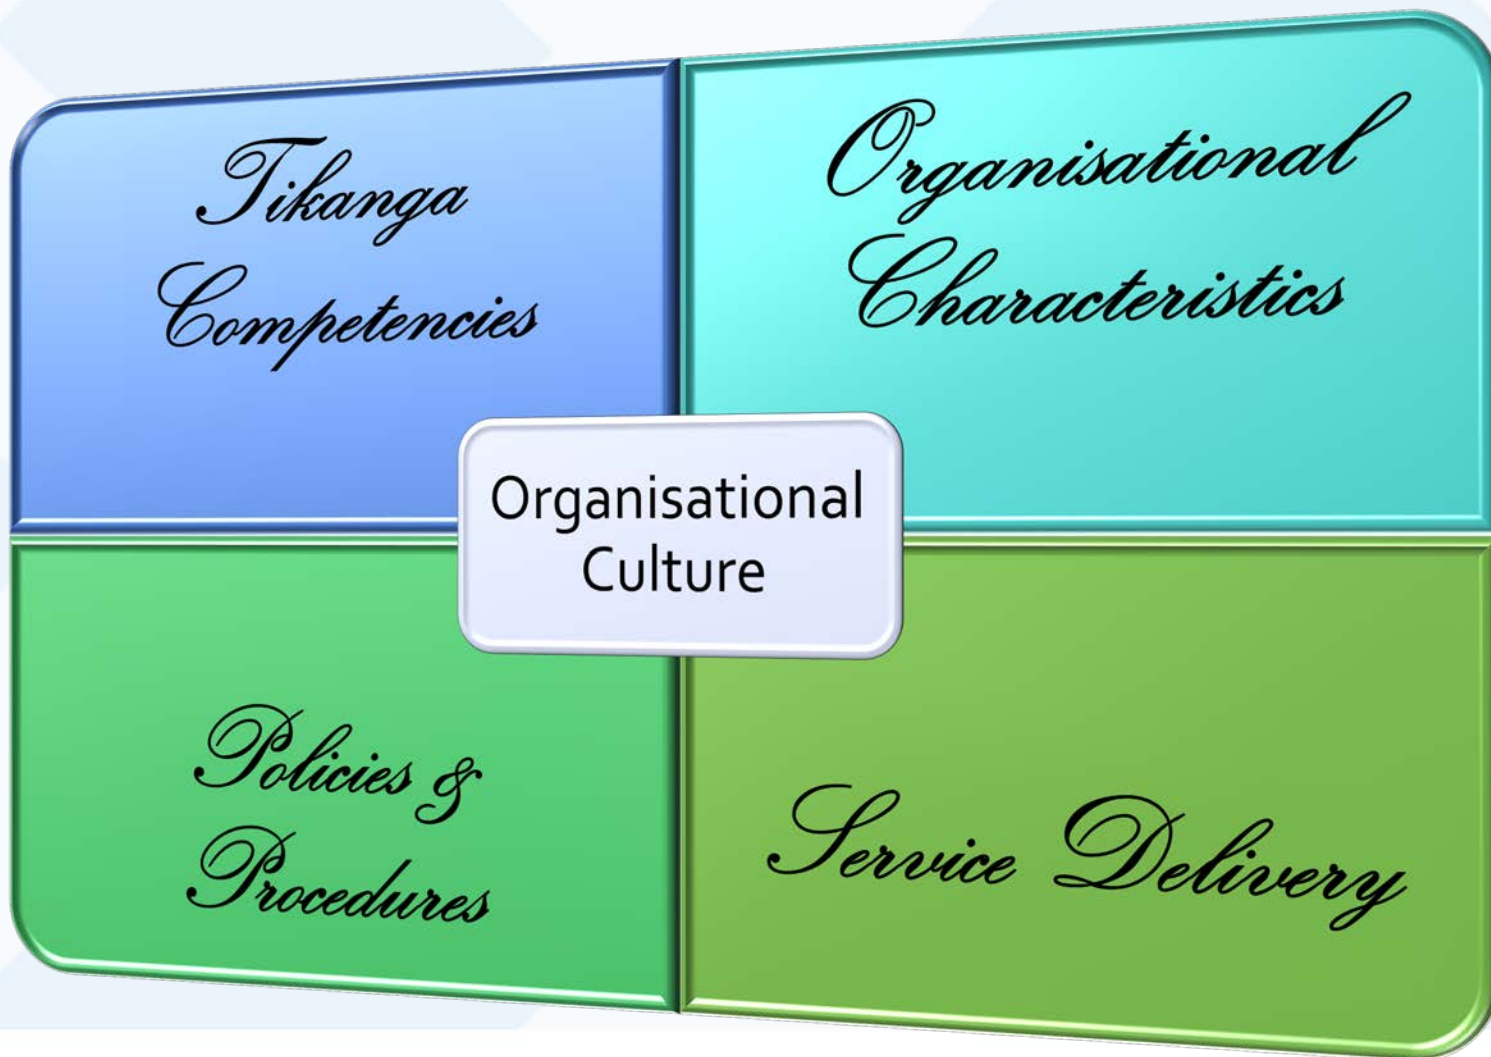 Tikanga
Competencies
Organisational
Characteristics
Organisational
Culture
Policies &
Procedures
Service Delivery